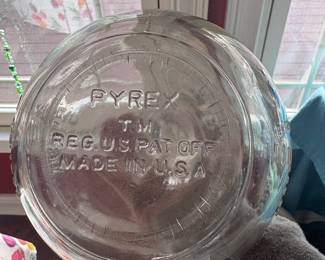 PYREX
T M
REG. U.S. PAT. OFF.
MADE IN U.S.A